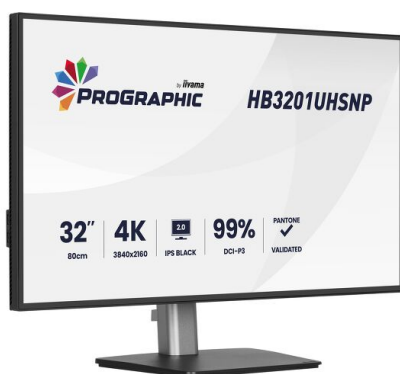 by iiyama
PROGRAPHIC
HB3201UHSNP
32" 4K 2.0 99% PANTONE
80cm 3840x2160 IPS BLACK DCI-P3 VALIDATED